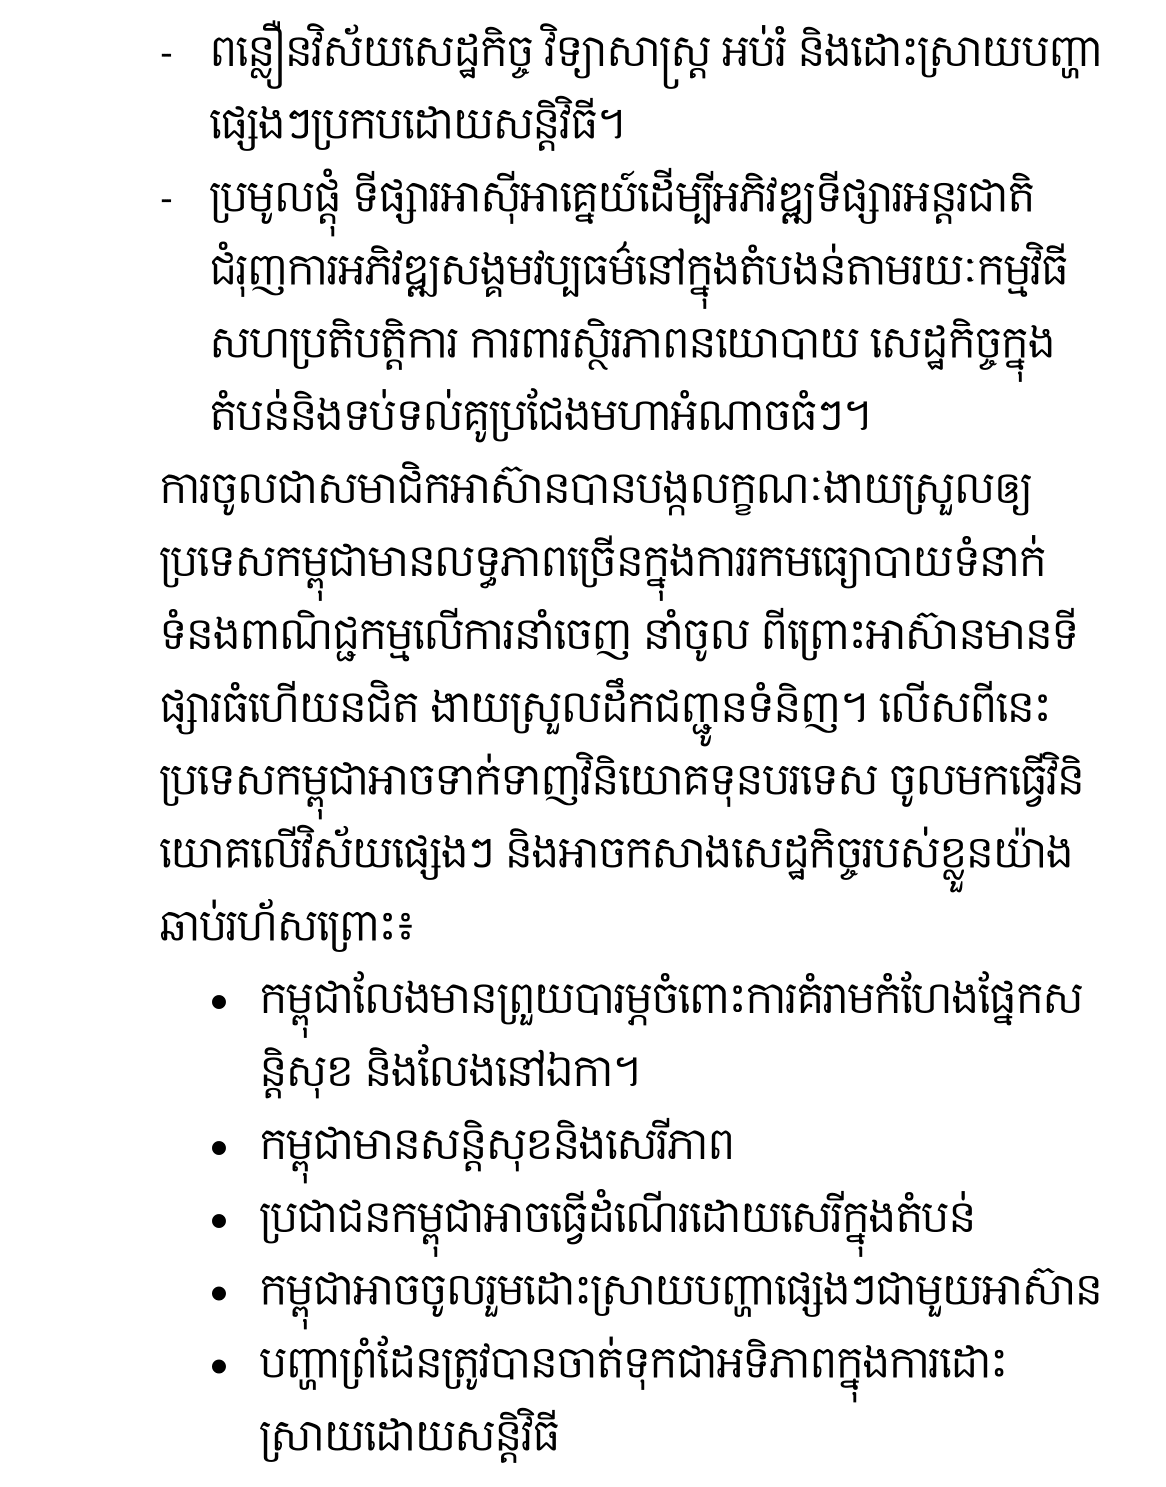 - ពន្លឿនវិស័យសេដ្ឋកិច្ច វិទ្យាសាស្ត្រ អប់រំ និងដោះស្រាយបញ្ហា
ផ្សេងៗប្រកបដោយសន្តិវិធី។
- ប្រមូលផ្តុំ ទីផ្សារអាស៊ីអាគ្នេយ៍ដើម្បីអភិវឌ្ឍទីផ្សារអន្តរជាតិ
ជំរុញការអភិវឌ្ឍសង្គមវប្បធម៌នៅក្នុងតំបងន់តាមរយ:កម្មវិធី
សហប្រតិបត្តិការ ការពារស្ថិរភាពនយោបាយ សេដ្ឋកិច្ចក្នុង
តំបន់និងទប់ទល់គូប្រជែងមហាអំណាចធំៗ។
ការចូលជាសមាជិកអាស៊ានបានបង្កលក្ខណ:ងាយស្រួលឲ្យ
ប្រទេសកម្ពុជាមានលទ្ធភាពច្រើនក្នុងការរកមធ្យោបាយទំនាក់
ទំនងពាណិជ្ជកម្មលើការនាំចេញ នាំចូល ពីព្រោះអាស៊ានមានទី
ផ្សារធំហើយនជិត ងាយស្រួលដឹកជញ្ជូនទំនិញ។ លើសពីនេះ
ប្រទេសកម្ពុជាអាចទាក់ទាញវិនិយោគទុនបរទេស ចូលមកធ្វើវិនិ
យោគលើវិស័យផ្សេងៗ និងអាចកសាងសេដ្ឋកិច្ចរបស់ខ្លួនយ៉ាង
ឆាប់រហ័សព្រោះ៖
• កម្ពុជាលែងមានព្រួយបារម្ភចំពោះការគំរាមកំហែងផ្នែកស
ន្តិសុខ និងលែងនៅឯកា។
• កម្ពុជាមានសន្តិសុខនិងសេរីភាព
• ប្រជាជនកម្ពុជាអាចធ្វើដំណើរដោយសេរីក្នុងតំបន់
• កម្ពុជាអាចចូលរួមដោះស្រាយបញ្ហាផ្សេងៗជាមួយអាស៊ាន
• បញ្ហាព្រំដែនត្រូវបានចាត់ទុកជាអទិភាពក្នុងការដោះ
ស្រាយដោយសន្តិវិធី